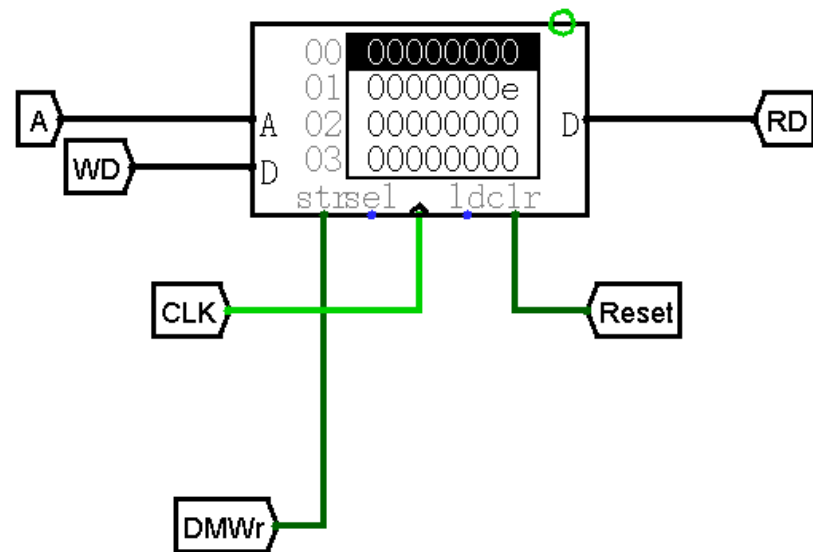 00 00000000
01 0000000e
A A 02 00000000 D RD
WD D 03 00000000
str sel ld clr
CLK Reset
DMWr